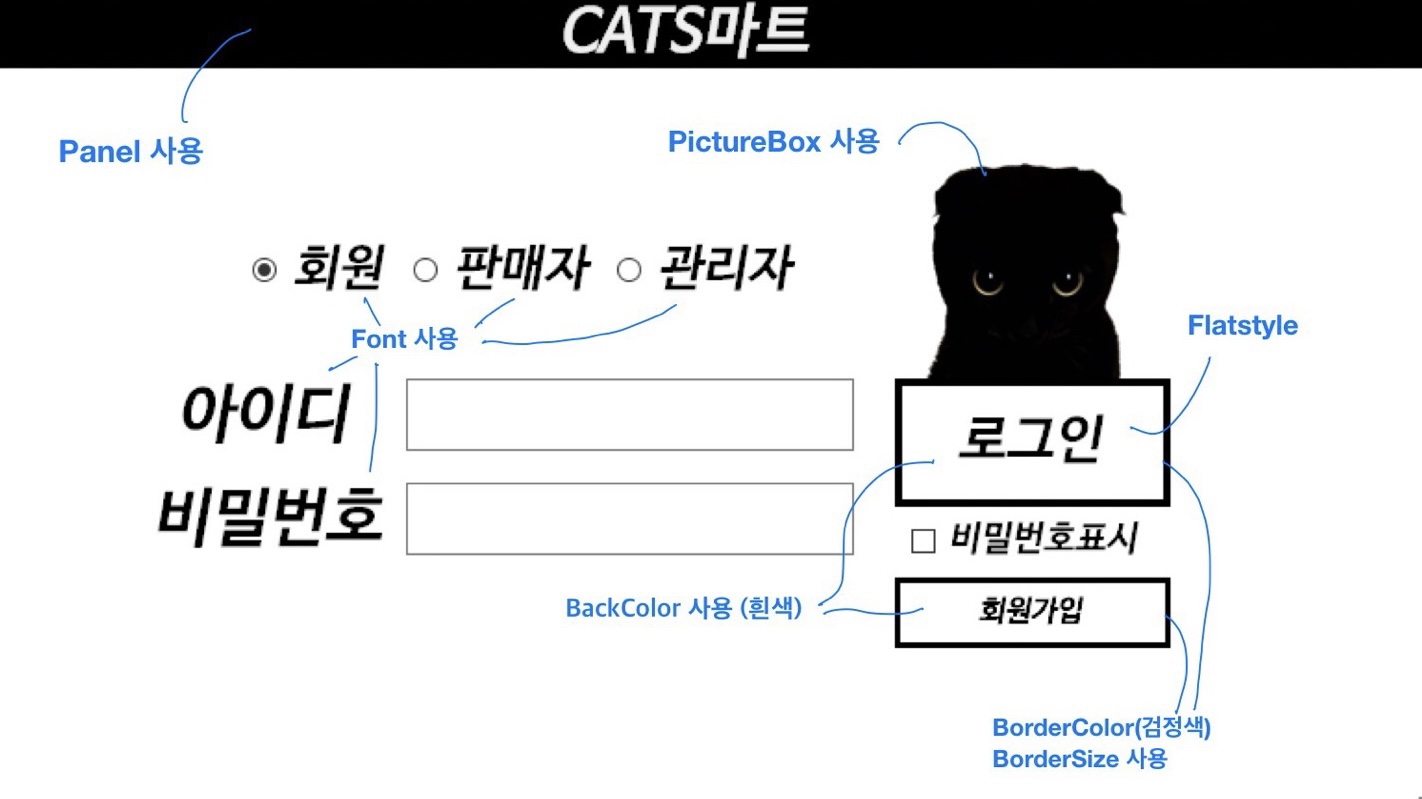 CATS마트
Panel 사용
PictureBox 사용
회원 판매자 관리자
Font 사용
Flatstyle
아이디
로그인
비밀번호
비밀번호표시
BackColor 사용 (흰색)
회원가입
BorderColor(검정색)
BorderSize 사용